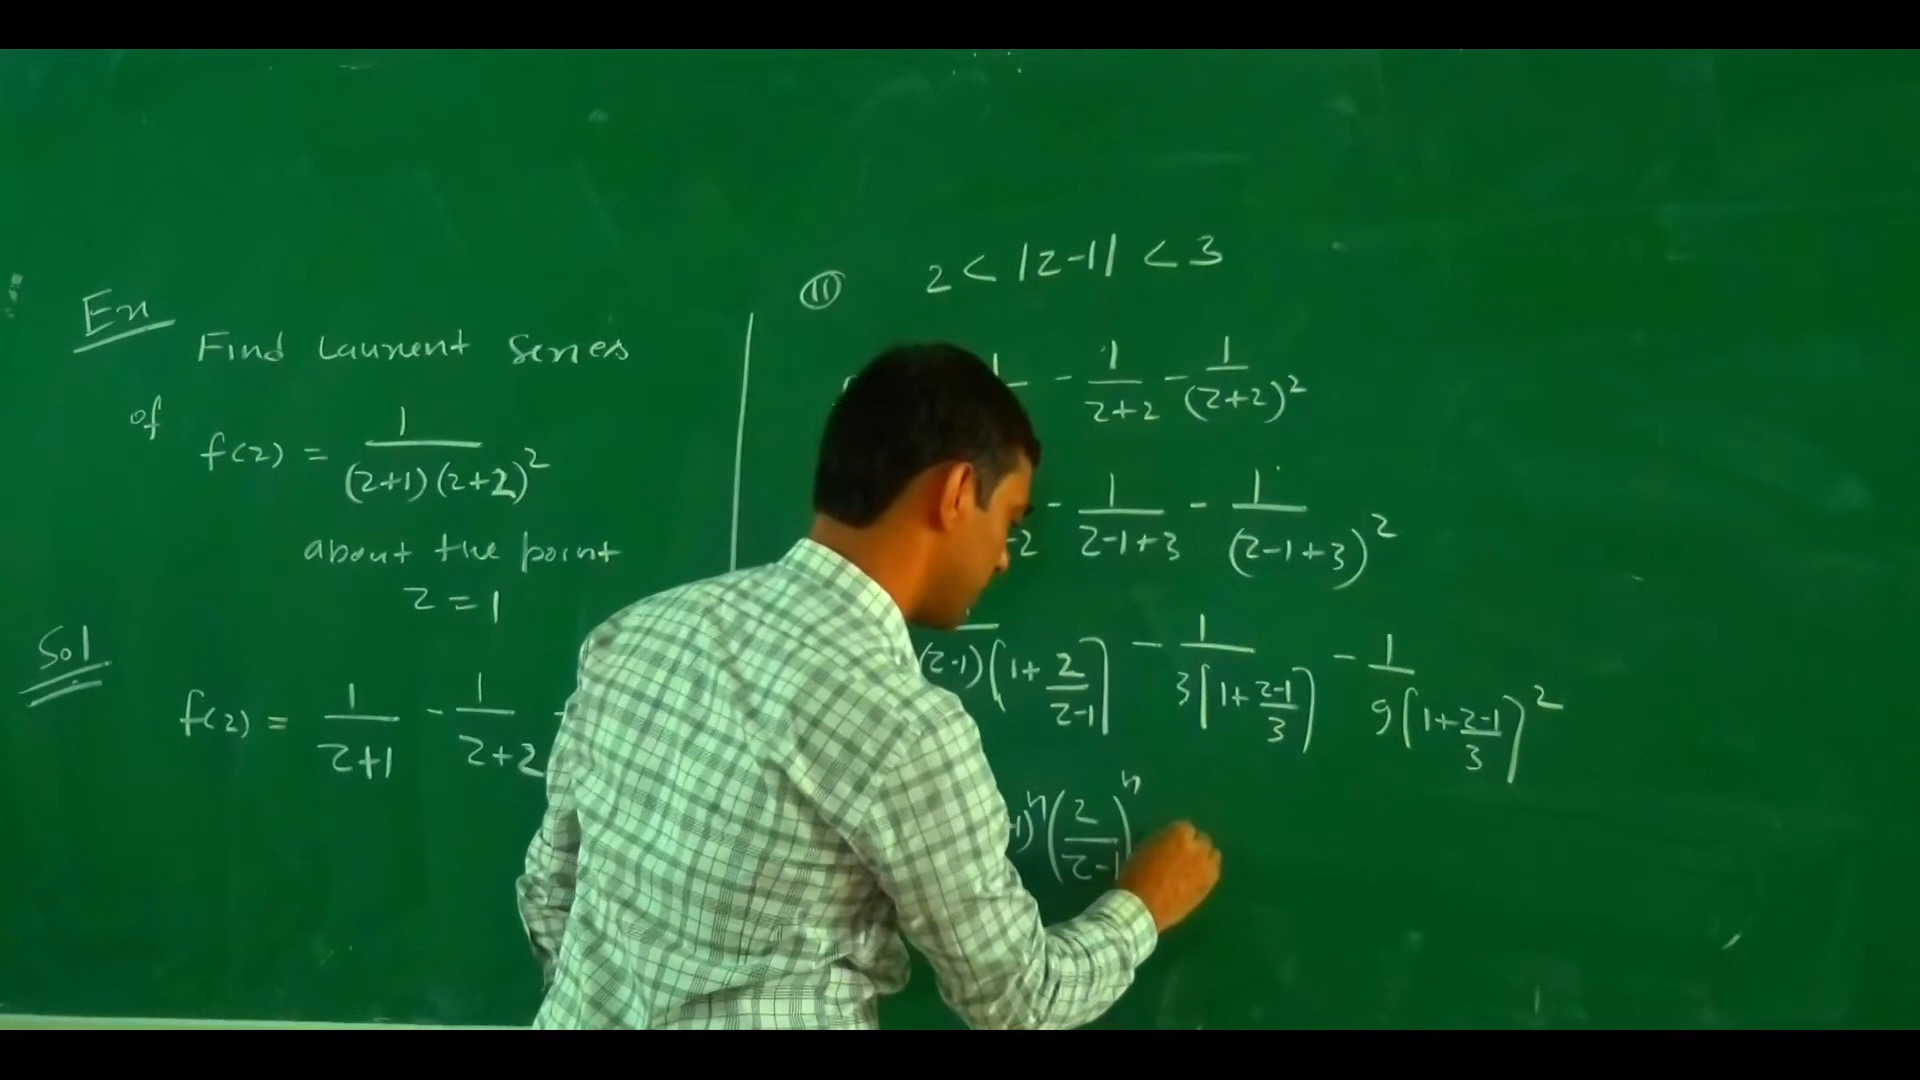 Ex
Find Laurent Series
of f(z) = 1/((z+1)(z+2)^2)
about the point
z = 1
Sol
f(z) = 1/(z+1) - 1/(z+2)
(ii) 2 < |z-1| < 3
- 1/(z+2) - 1/(z+2)^2
- 1/(z-1+3) - 1/(z-1+3)^2
(z-1)(1+2/(z-1)) - 1/(3(1+(z-1)/3)) - 1/(9(1+(z-1)/3)^2)
1)^n (2/(z-1))^n